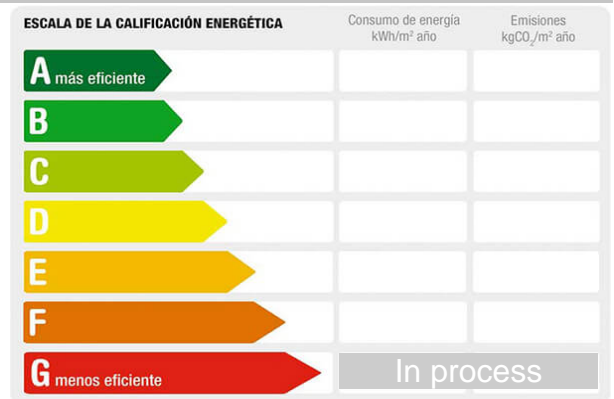 ESCALA DE LA CALIFICACIÓN ENERGÉTICA
Consumo de energía
kWh/m² año
Emisiones
kgCO₂/m² año
A más eficiente
B
C
D
E
F
G menos eficiente
In process